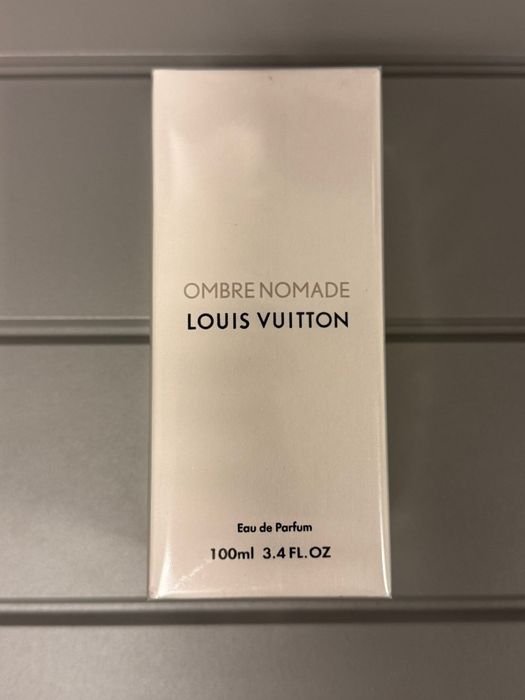 OMBRE NOMADE
LOUIS VUITTON
Eau de Parfum
100ml 3.4 FL.OZ